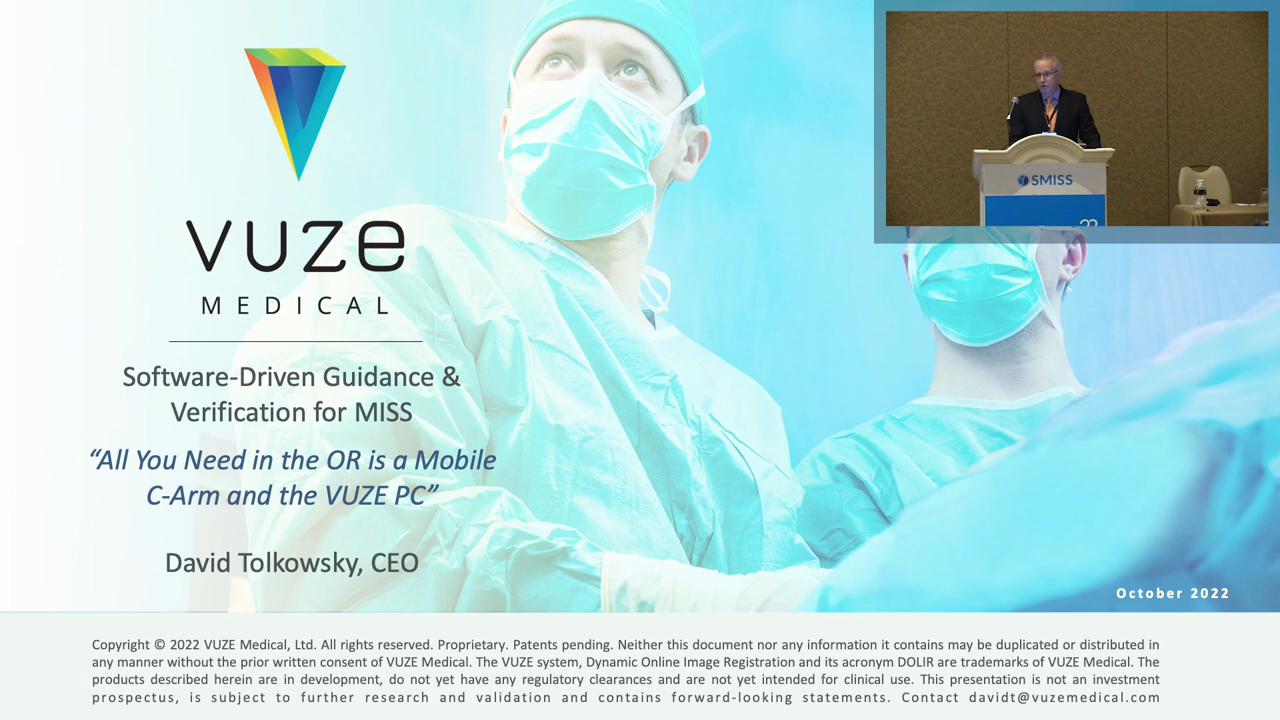 vuze
MEDICAL
Software-Driven Guidance &
Verification for MISS
“All You Need in the OR is a Mobile
C-Arm and the VUZE PC”
David Tolkowsky, CEO
SMISS
22
October 2022
Copyright © 2022 VUZE Medical, Ltd. All rights reserved. Proprietary. Patents pending. Neither this document nor any information it contains may be duplicated or distributed in
any manner without the prior written consent of VUZE Medical. The VUZE system, Dynamic Online Image Registration and its acronym DOLIR are trademarks of VUZE Medical. The
products described herein are in development, do not yet have any regulatory clearances and are not yet intended for clinical use. This presentation is not an investment
prospectus, is subject to further research and validation and contains forward-looking statements. Contact davidt@vuzemedical.com